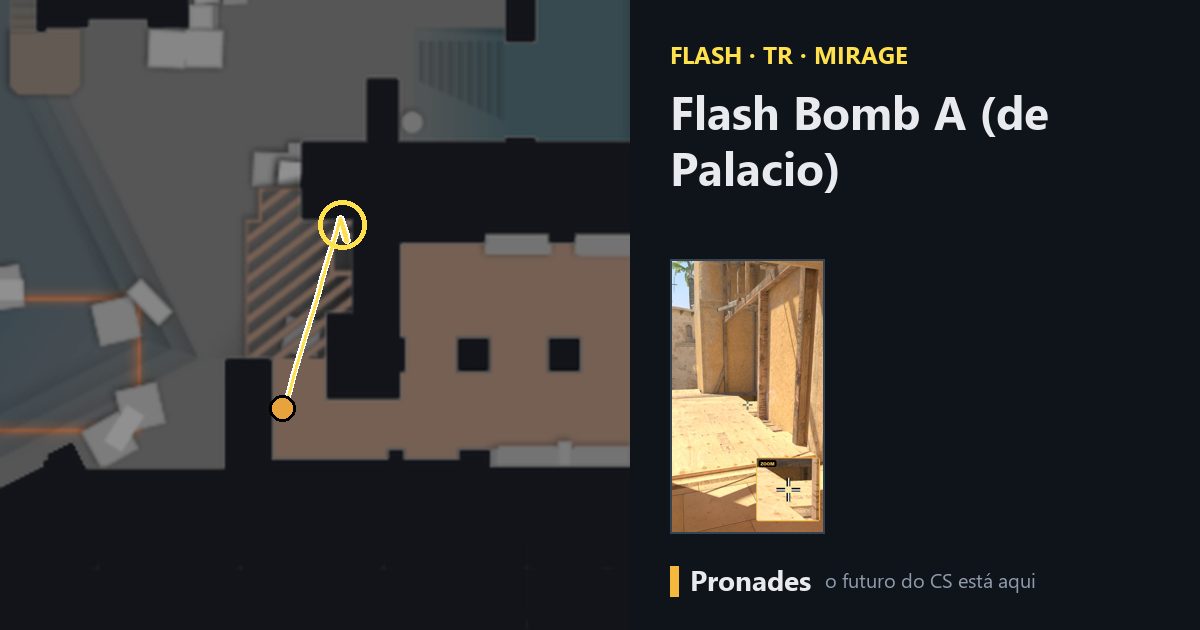 FLASH · TR · MIRAGE
Flash Bomb A (de
Palacio)
ZOOM
Pronades o futuro do CS está aqui